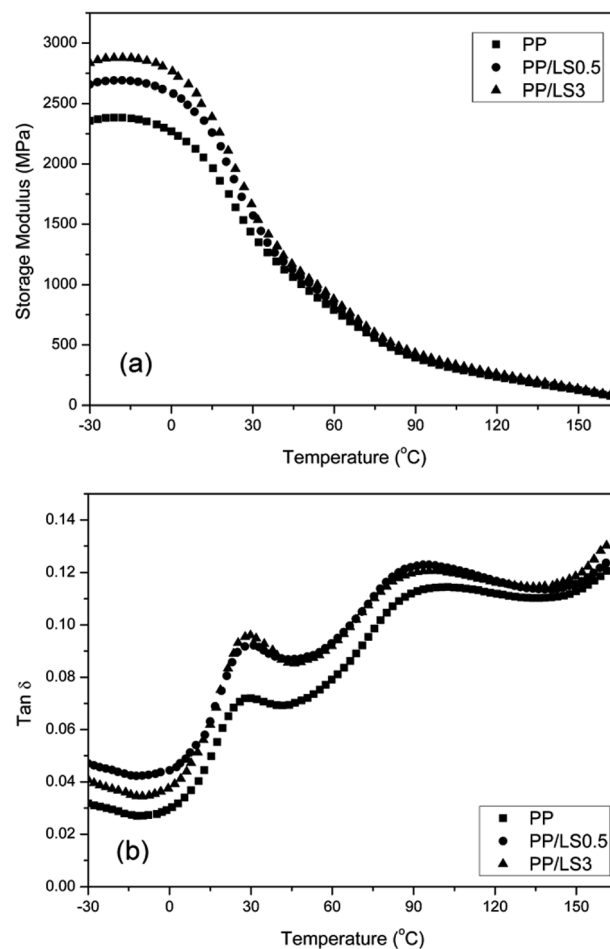 3000
2500
2000
1500
1000
500
0
Storage Modulus (MPa)
PP
PP/LS0.5
PP/LS3
(a)
-30 0 30 60 90 120 150
Temperature (°C)
0.14
0.12
0.10
0.08
0.06
0.04
0.02
0.00
Tan δ
PP
PP/LS0.5
PP/LS3
(b)
-30 0 30 60 90 120 150
Temperature (°C)